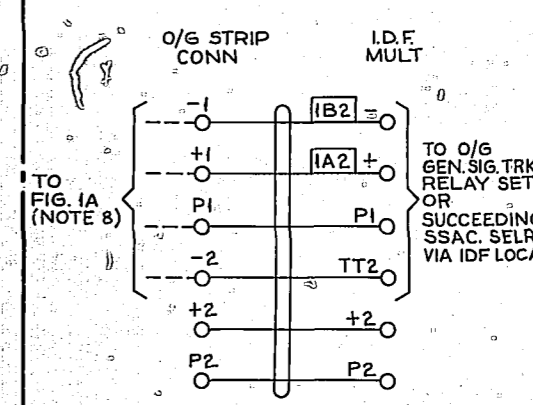 O/G STRIP CONN
I.D.F. MULT
-1
1B2 -
+1
1A2 +
P1
P1
-2
TT2
+2
+2
P2
P2
TO
FIG. 1A
(NOTE 8)
TO O/G
GEN. SIG. TRK
RELAY SET
OR
SUCCEEDING
SSAC. SELR
VIA IDF LOCA